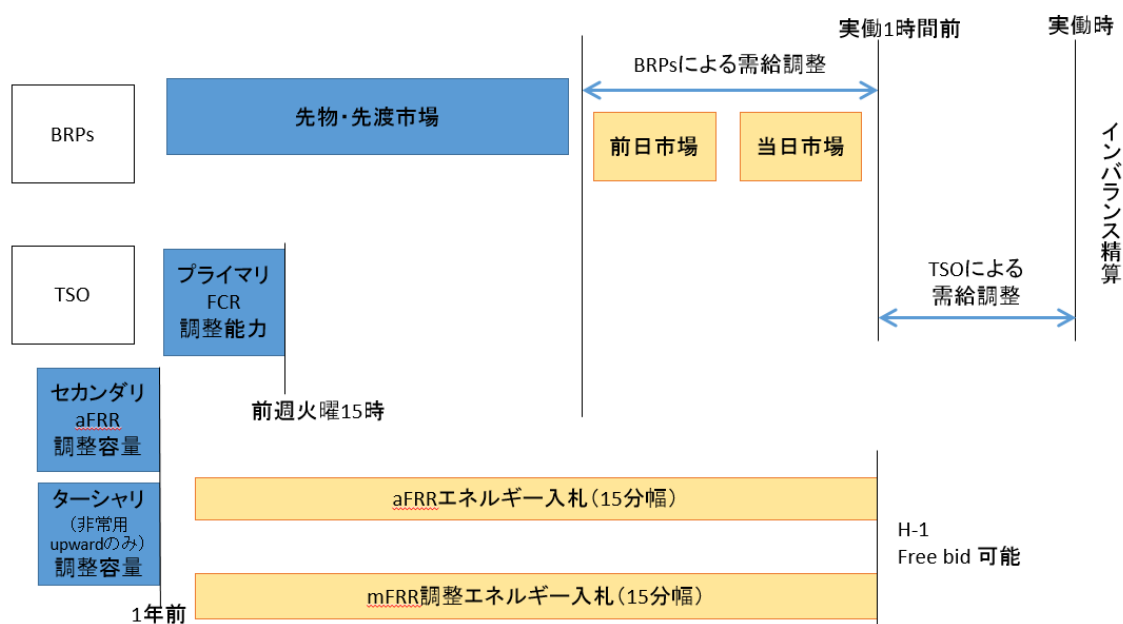 実働1時間前
実働時
BRPsによる需給調整
BRPs
先物・先渡市場
前日市場
当日市場
インバランス精算
TSO
プライマリ
FCR
調整能力
TSOによる
需給調整
前週火曜15時
セカンダリ
aFRR
調整容量
ターシャリ
（非常用
upwardのみ）
調整容量
aFRRエネルギー入札（15分幅）
mFRR調整エネルギー入札（15分幅）
H-1
Free bid 可能
1年前